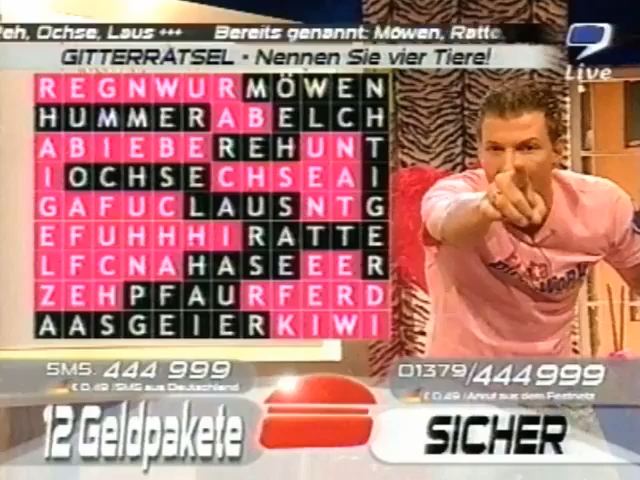 eh, Ochse, Laus +++ Bereits genannt: Möwen, Ratte
GITTERRÄTSEL - Nennen Sie vier Tiere!
Live
REGNWURMÖWEN
HUMMERABELCH
ABIEBEREHUNT
IOCHSECHSEAI
GAFUCLAUSNTG
EFUHHHIRATTE
LFCNAHASEEER
ZEHPFAURFERD
AASGEIERKIWI
SMS: 444 999
€ 0,49 /SMS aus Deutschland
01379/444999
€ 0,49 /Anruf aus dem Festnetz
12 Geldpakete
SICHER